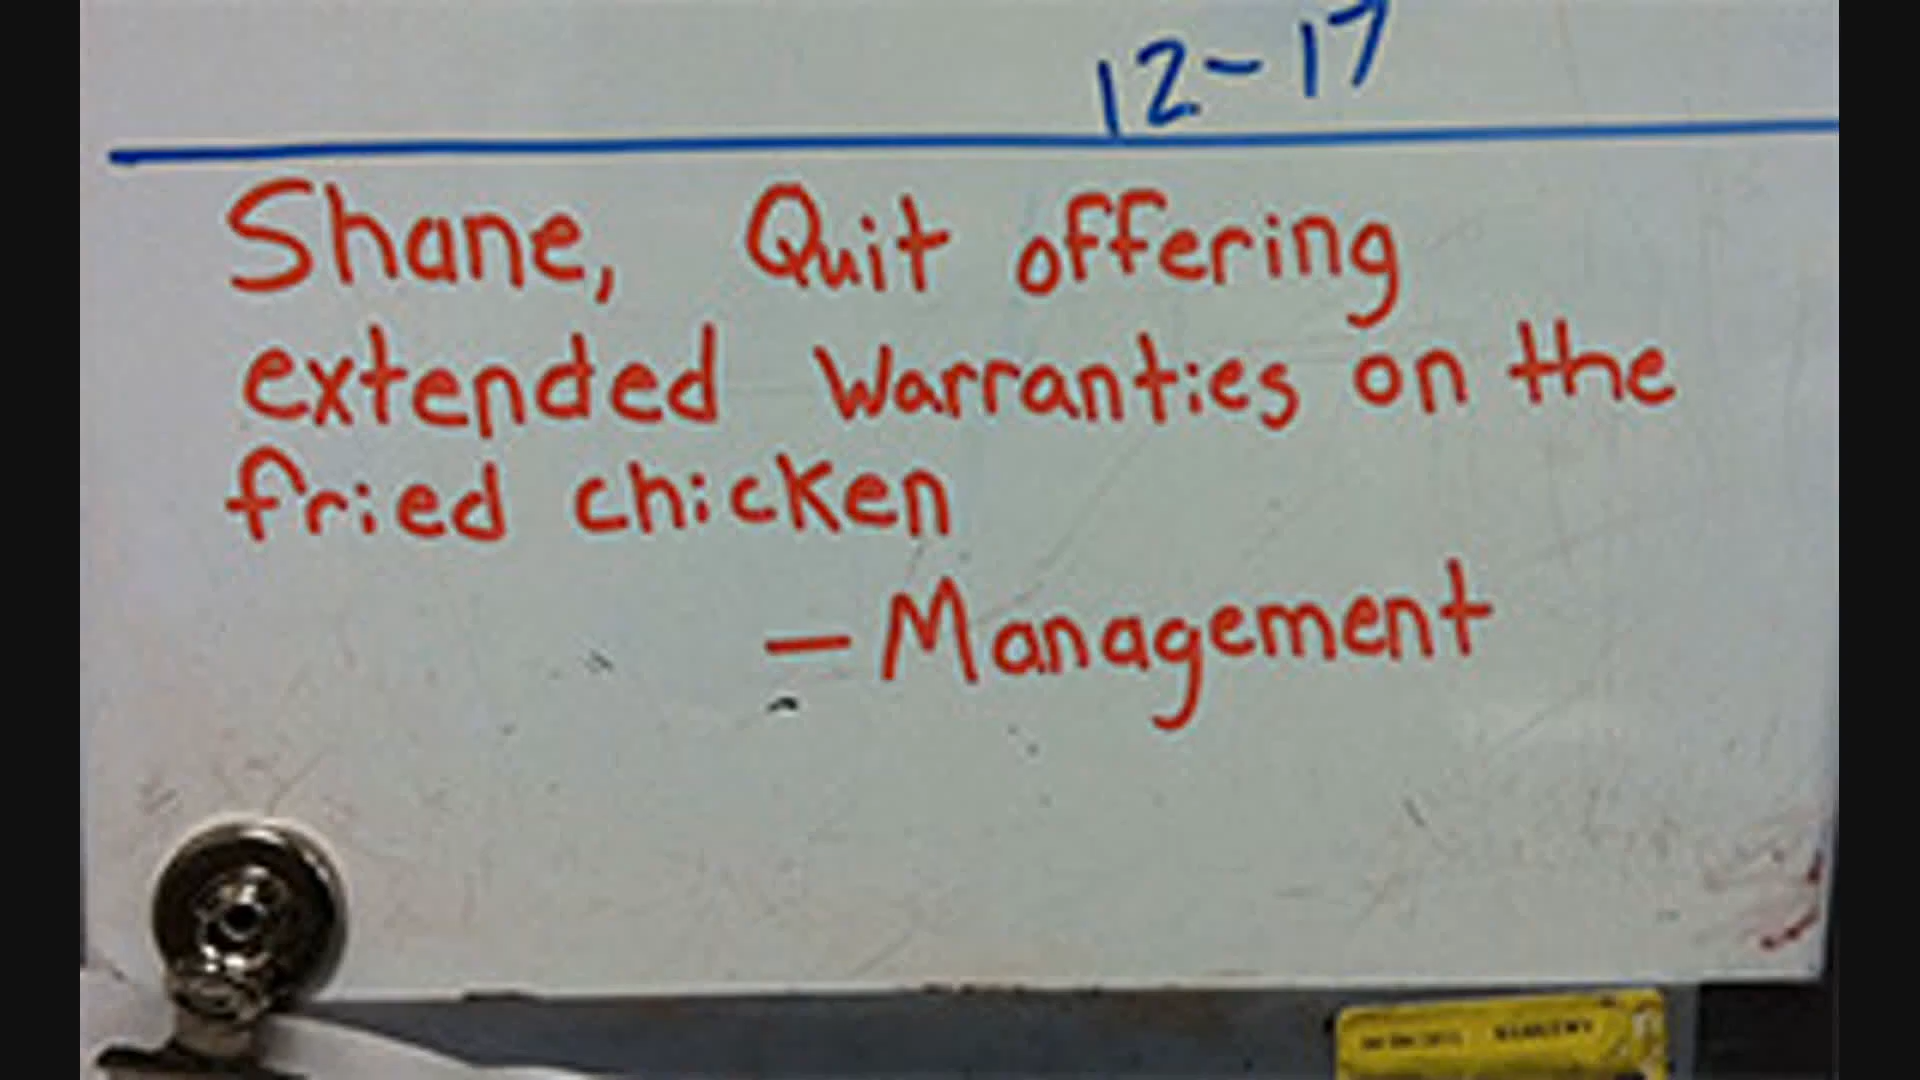 12-17
Shane, Quit offering
extended warranties on the
fried chicken
— Management